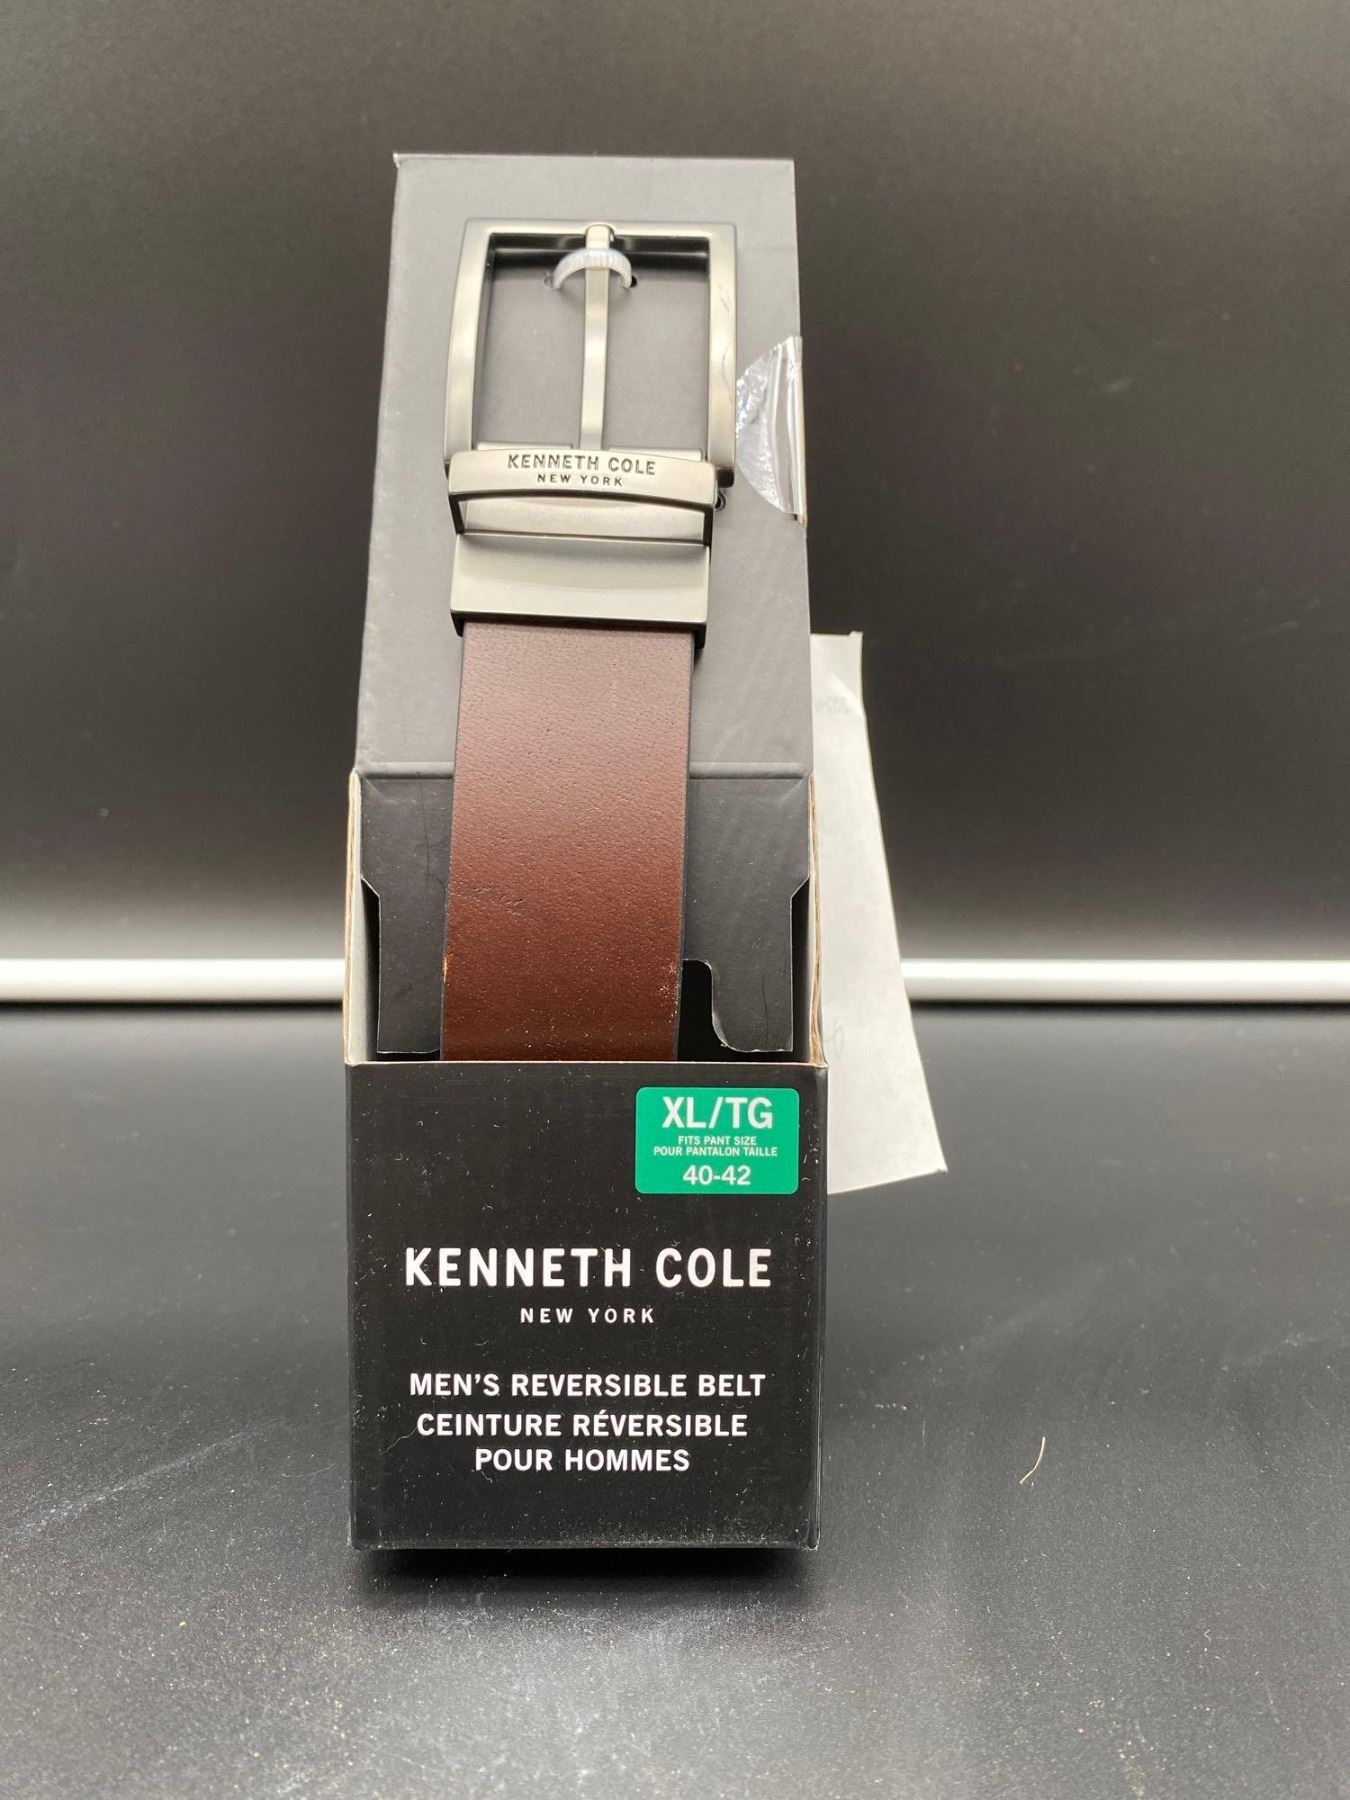 KENNETH COLE
NEW YORK
XL/TG
FITS PANT SIZE
POUR PANTALON TAILLE
40-42
KENNETH COLE
NEW YORK
MEN'S REVERSIBLE BELT
CEINTURE RÉVERSIBLE
POUR HOMMES